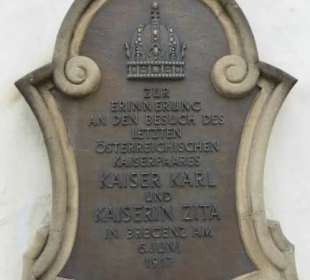 ZUR
ERINNERUNG
AN DEN BESUCH DES
LETZTEN
ÖSTERREICHISCHEN
KAISERPAARES
KAISER KARL
UND
KAISERIN ZITA
IN BREGENZ AM
6. JUNI
1917